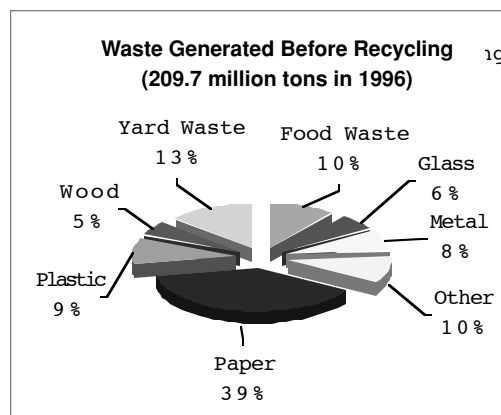 Waste Generated Before Recycling
(209.7 million tons in 1996)
Yard Waste
13%
Food Waste
10%
Glass
6%
Metal
8%
Other
10%
Paper
39%
Plastic
9%
Wood
5%